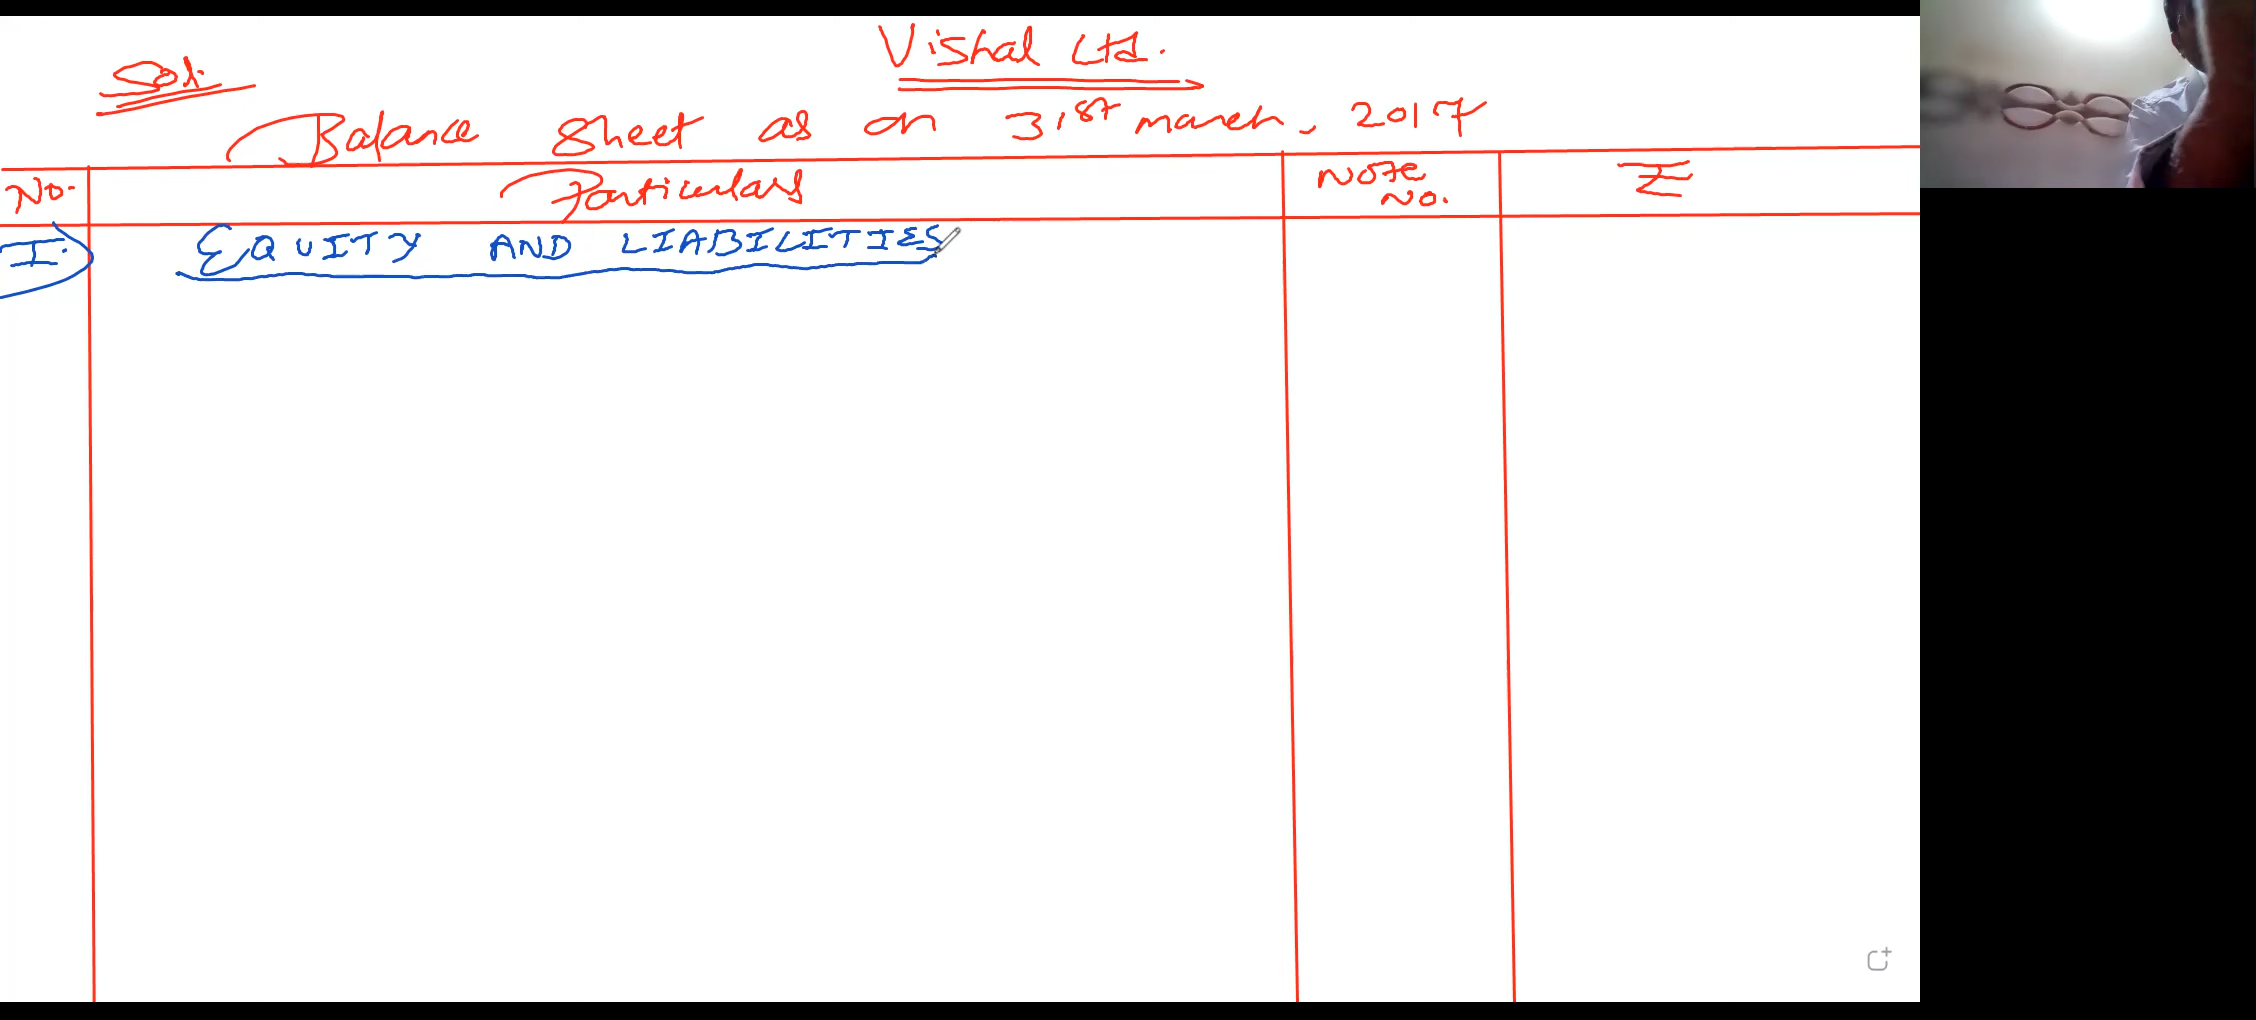 Vishal Ltd.
Sol.
Balance Sheet as on 31st march, 2017
No. Particulars Note No. ₹
I. EQUITY AND LIABILITIES